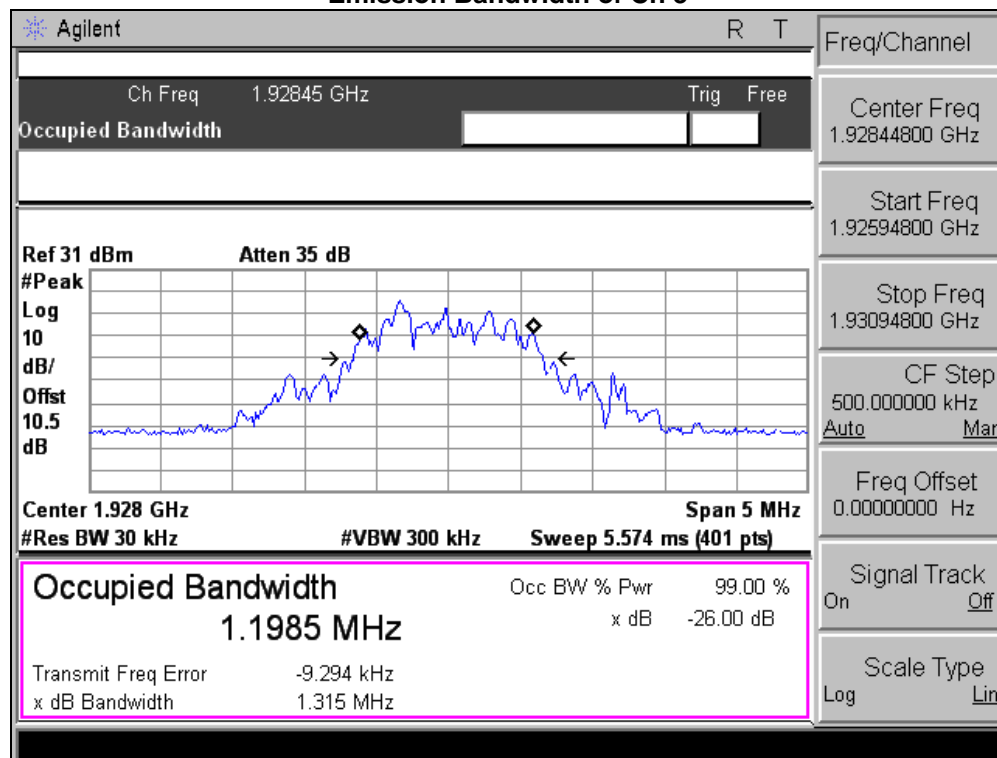 Agilent R T
Ch Freq 1.92845 GHz Trig Free
Occupied Bandwidth
Ref 31 dBm Atten 35 dB
#Peak
Log
10
dB/
Offst
10.5
dB
Center 1.928 GHz Span 5 MHz
#Res BW 30 kHz #VBW 300 kHz Sweep 5.574 ms (401 pts)
Occupied Bandwidth Occ BW % Pwr 99.00 %
1.1985 MHz x dB -26.00 dB
Transmit Freq Error -9.294 kHz
x dB Bandwidth 1.315 MHz
Freq/Channel
Center Freq
1.92844800 GHz
Start Freq
1.92594800 GHz
Stop Freq
1.93094800 GHz
CF Step
500.000000 kHz
Auto Man
Freq Offset
0.00000000 Hz
Signal Track
On Off
Scale Type
Log Lin